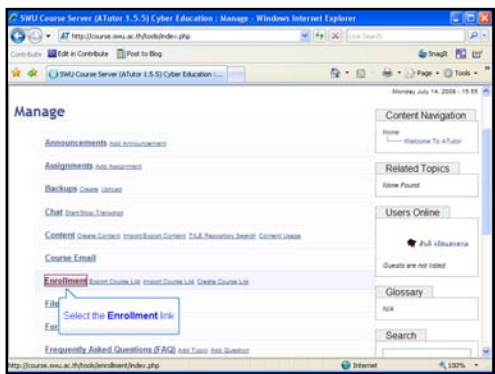 SWU Course Server (ATutor 1.5.5) Cyber Education : Manage - Windows Internet Explorer
http://course.swu.ac.th/tools/index.php
Live Search
Contribute Edit in Contribute Post to Blog
SnagIt
SWU Course Server (ATutor 1.5.5) Cyber Education : ...
Page Tools
Monday July 14, 2008 - 15:55
Manage
Announcements Add Announcement
Assignments Add Assignment
Backups Create Upload
Chat Start/Stop Transcript
Content Create Content Import/Export Content TILE Repository Search Content Usage
Course Email
Enrollment Export Course List Import Course List Create Course List
File
Select the Enrollment link
For
Frequently Asked Questions (FAQ) Add Topic Add Question
Content Navigation
Home
Welcome To ATutor
Related Topics
None Found
Users Online
Guests are not listed
Glossary
N/A
Search
http://course.swu.ac.th/tools/enrollment/index.php
Internet
100%